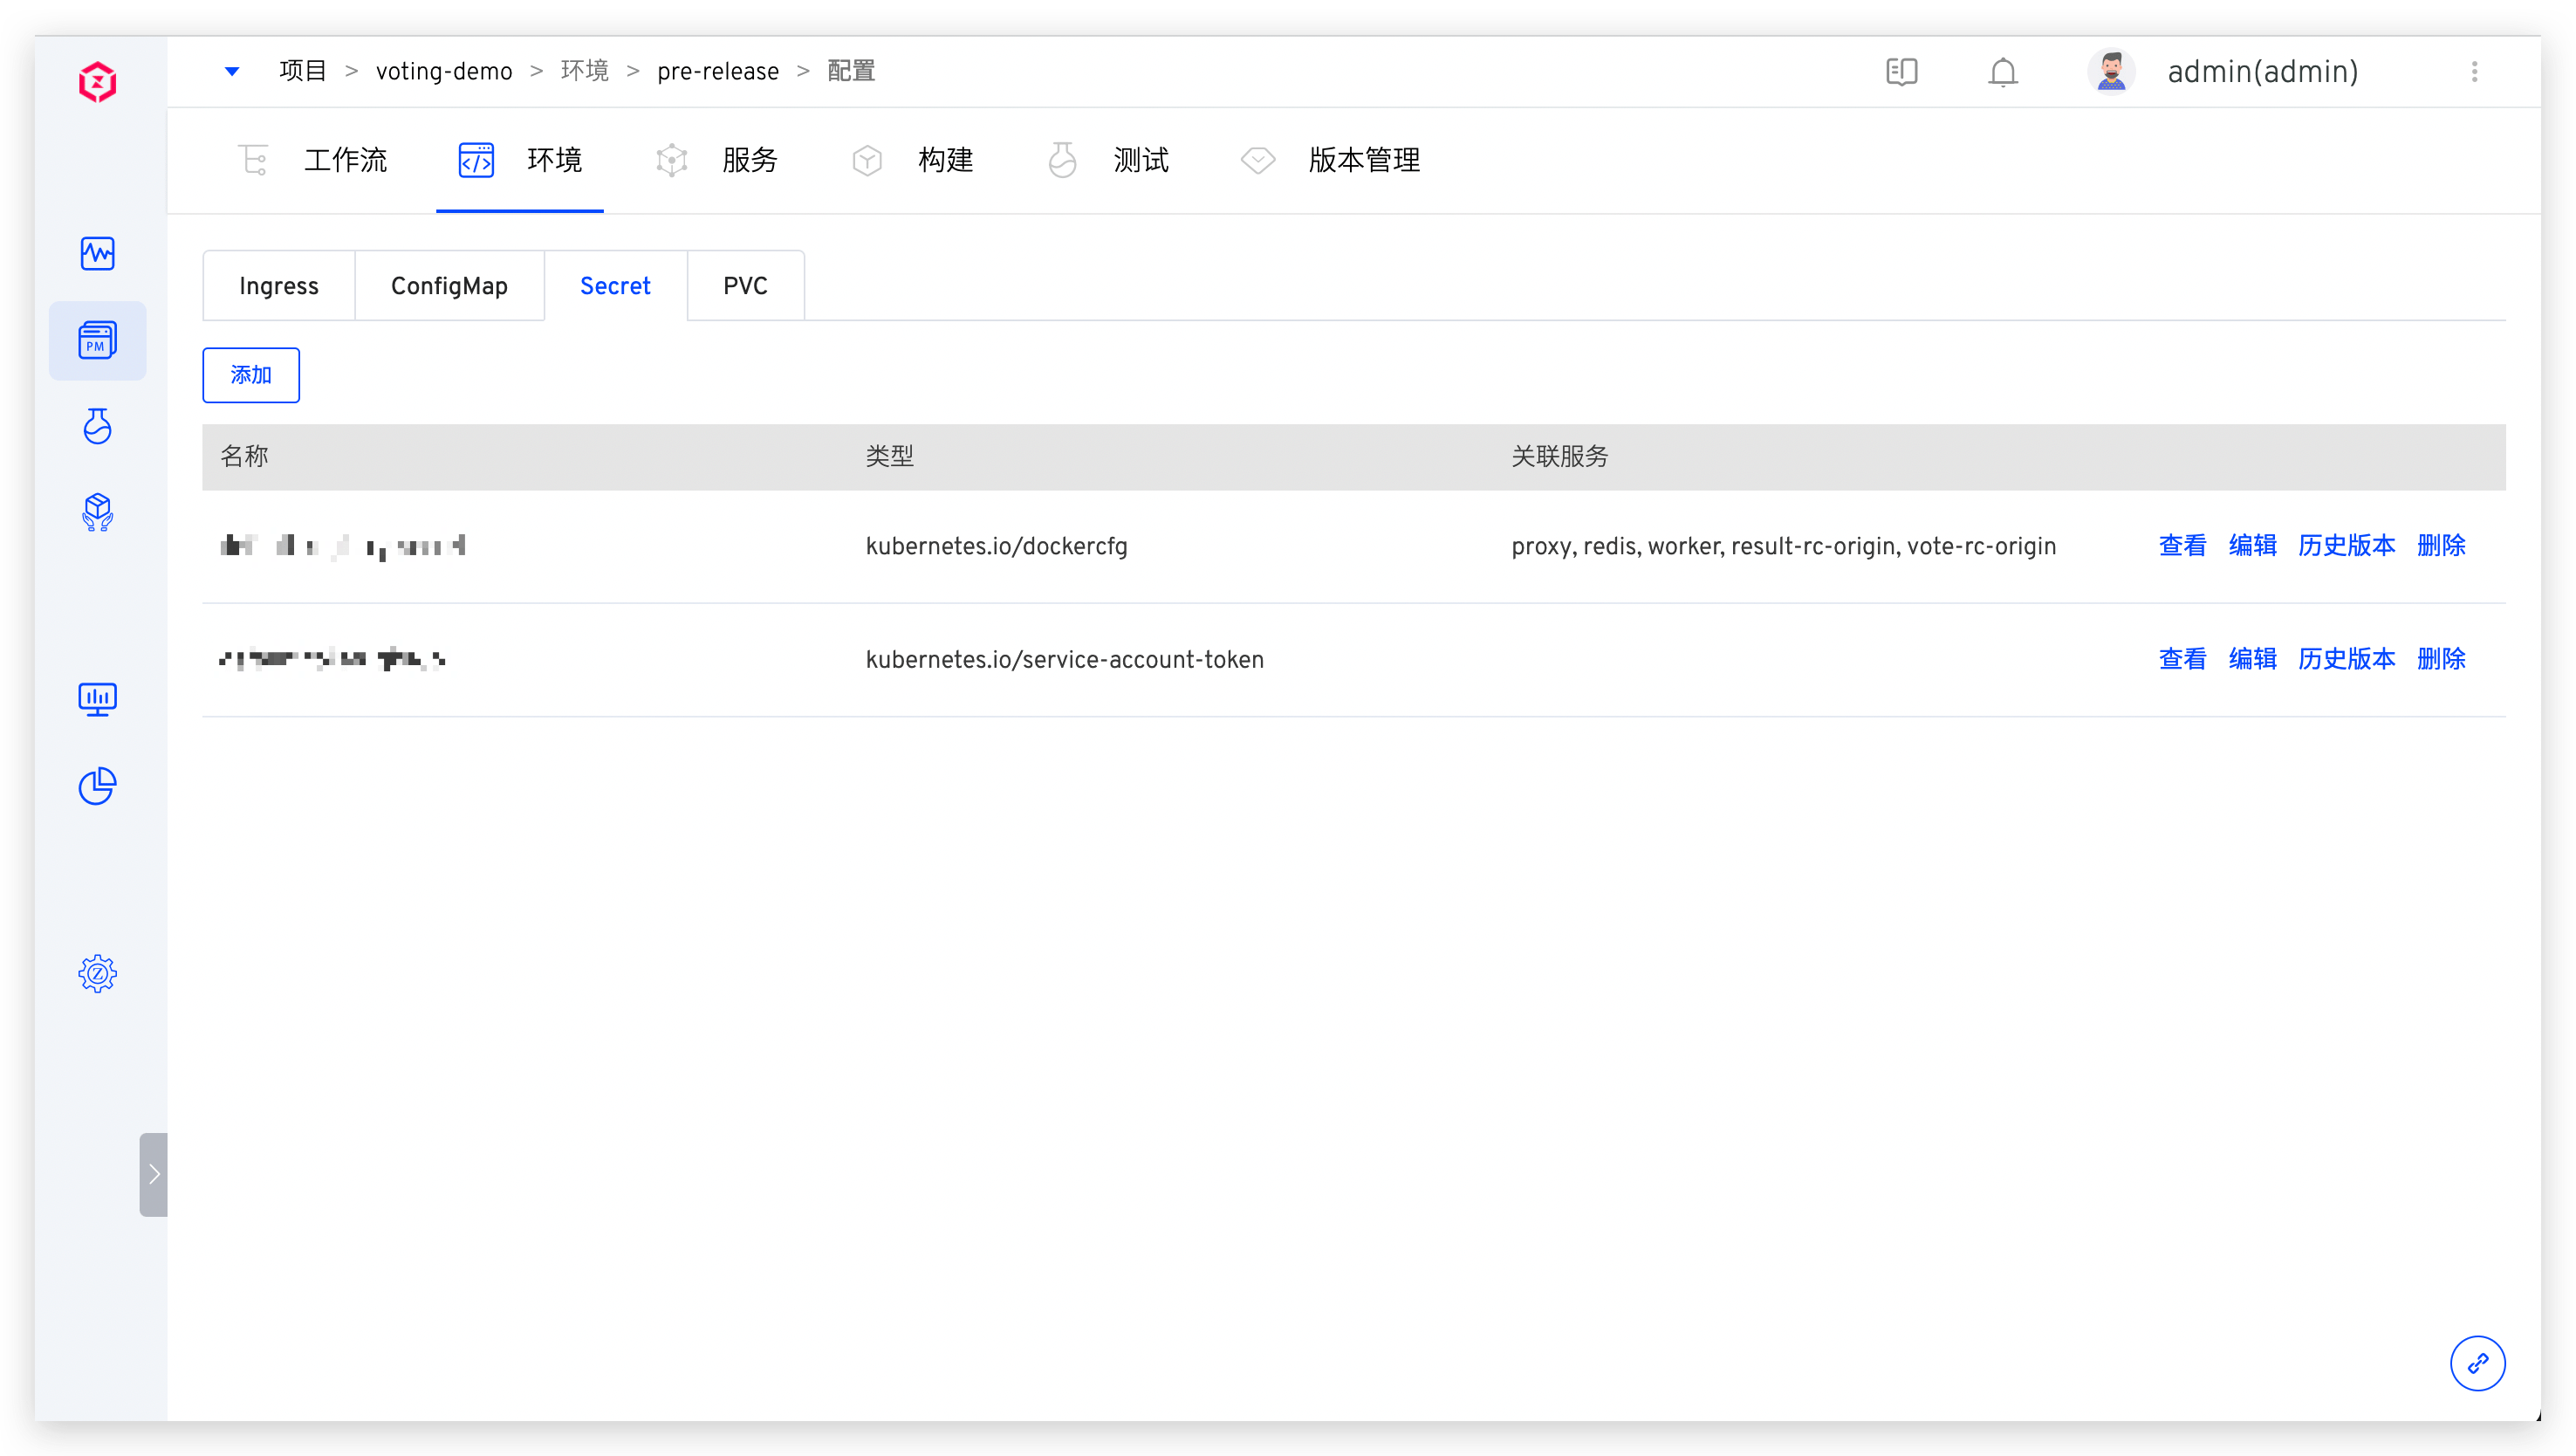 项目 > voting-demo > 环境 > pre-release > 配置
admin(admin)
工作流 环境 服务 构建 测试 版本管理
Ingress ConfigMap Secret PVC
PM
添加
名称 类型 关联服务
kubernetes.io/dockercfg proxy, redis, worker, result-rc-origin, vote-rc-origin 查看 编辑 历史版本 删除
kubernetes.io/service-account-token 查看 编辑 历史版本 删除